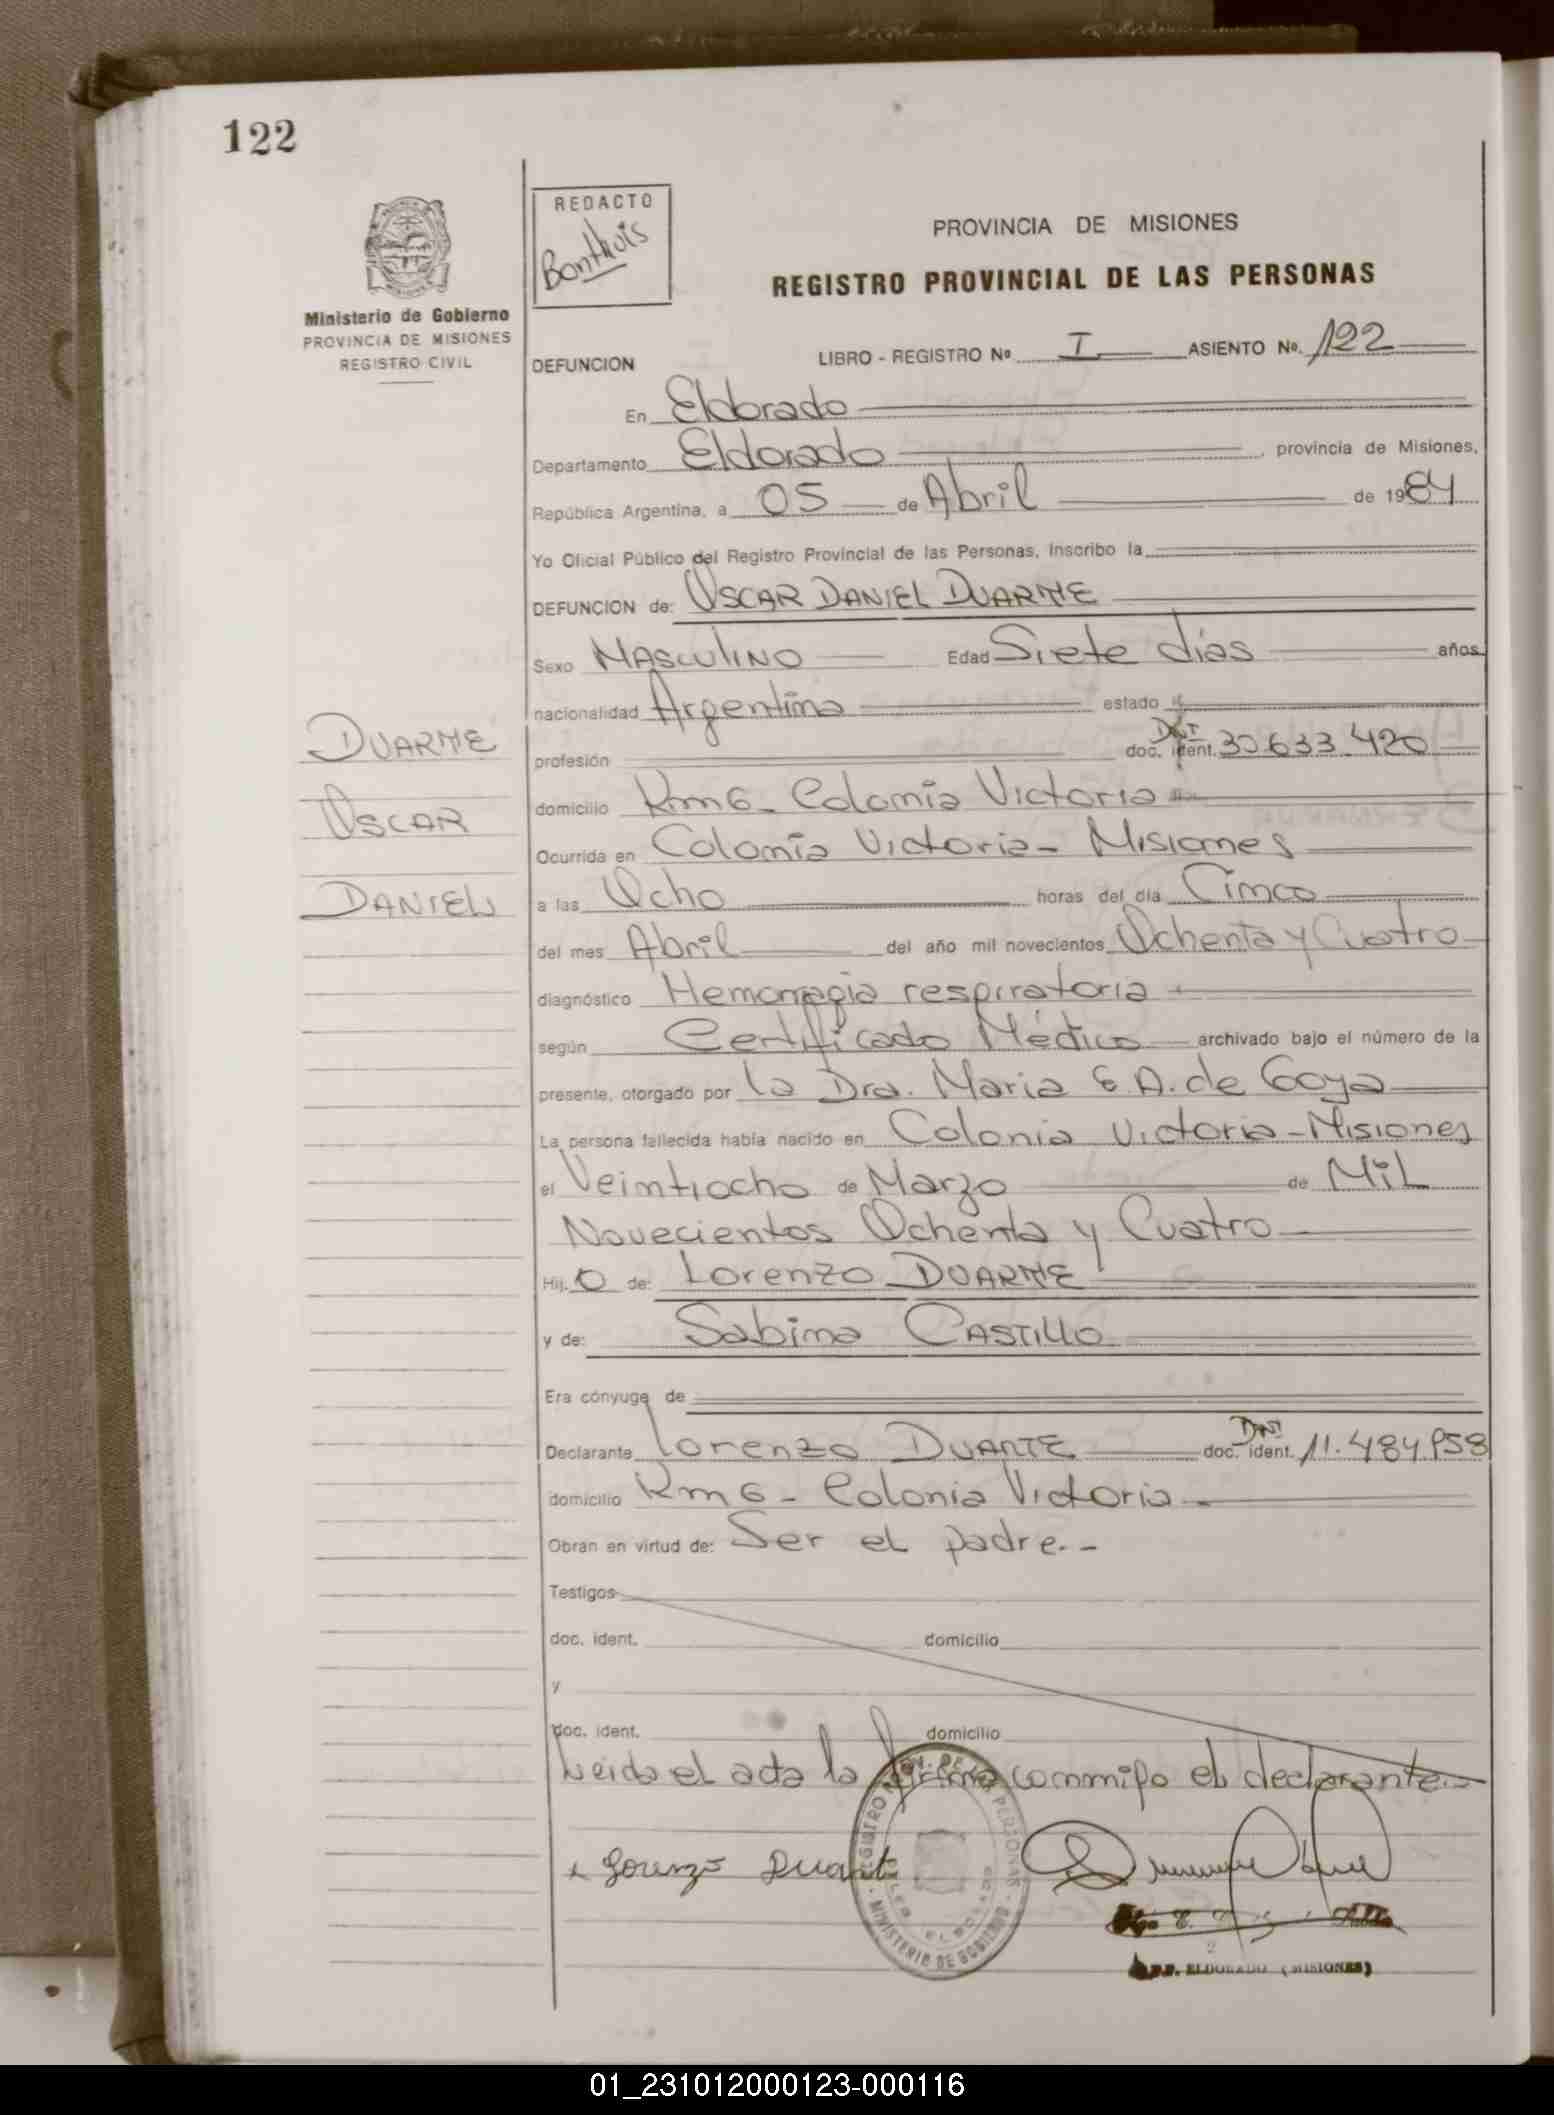 122
REDACTO
Bonthuis
Ministerio de Gobierno
PROVINCIA DE MISIONES
REGISTRO CIVIL
PROVINCIA DE MISIONES
REGISTRO PROVINCIAL DE LAS PERSONAS
DEFUNCION LIBRO - REGISTRO Nº I ASIENTO Nº. 122
En Eldorado
Departamento Eldorado, provincia de Misiones,
República Argentina, a 05 de Abril de 1984
Yo Oficial Público del Registro Provincial de las Personas, Inscribo la
DEFUNCION de: OSCAR DANIEL DUARTE
Sexo MASCULINO Edad Siete días años
nacionalidad Argentina estado
profesión doc. ident. DNI 30.633.420
domicilio Km 6 - Colonia Victoria
Ocurrida en Colonia Victoria - Misiones
a las Ocho horas del día Cinco
del mes Abril del año mil novecientos Ochenta y Cuatro
diagnóstico Hemorragia respiratoria
según Certificado Médico archivado bajo el número de la
presente, otorgado por la Dra. Maria E. A. de Goya
La persona fallecida había nacido en Colonia Victoria - Misiones
el Veintiocho de Marzo de Mil
Novecientos Ochenta y Cuatro
Hij O de: Lorenzo DUARTE
y de: Sabina CASTILLO
Era cónyuge de
Declarante Lorenzo DUARTE doc. ident. DNI 11.484.958
domicilio Km 6 - Colonia Victoria
Obran en virtud de: Ser el padre.-
Testigos
doc. ident. domicilio
y
doc. ident. domicilio
Leida el acta la firma conmigo el declarante.-
DUARTE
OSCAR
DANIEL
x Lorenzo Duarte
REGISTRO PROV. DE LAS PERSONAS
MINISTERIO DE GOBIERNO
ELDORADO (MISIONES)
01_231012000123-000116